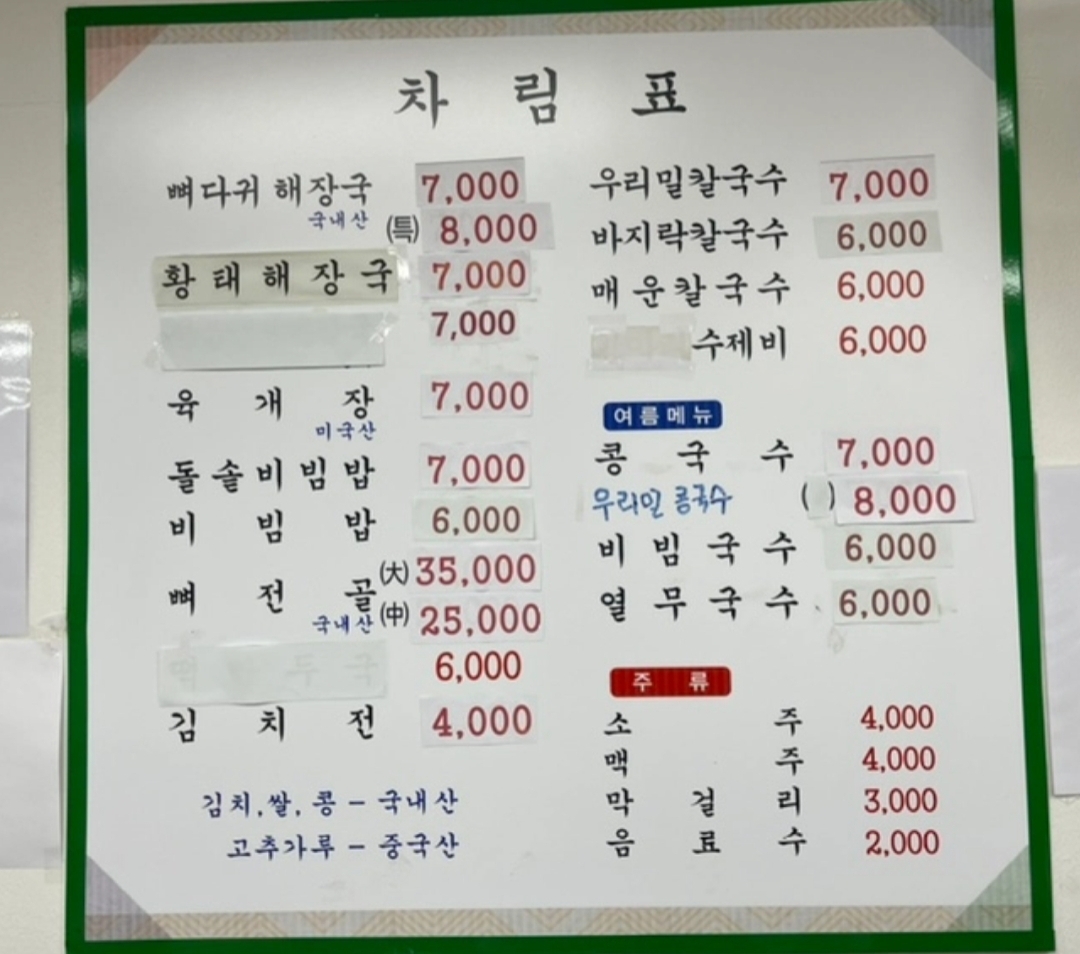 차림표
뼈다귀 해장국 7,000
국내산 (특) 8,000
황태해장국 7,000
7,000
육개장 7,000
미국산
돌솥비빔밥 7,000
비빔밥 6,000
뼈전골 (大) 35,000
국내산 (中) 25,000
6,000
김치전 4,000
김치,쌀,콩 - 국내산
고추가루 - 중국산
우리밀칼국수 7,000
바지락칼국수 6,000
매운칼국수 6,000
수제비 6,000
여름메뉴
콩국수 7,000
우리밀 콩국수 ( ) 8,000
비빔국수 6,000
열무국수 6,000
주류
소주 4,000
맥주 4,000
막걸리 3,000
음료수 2,000